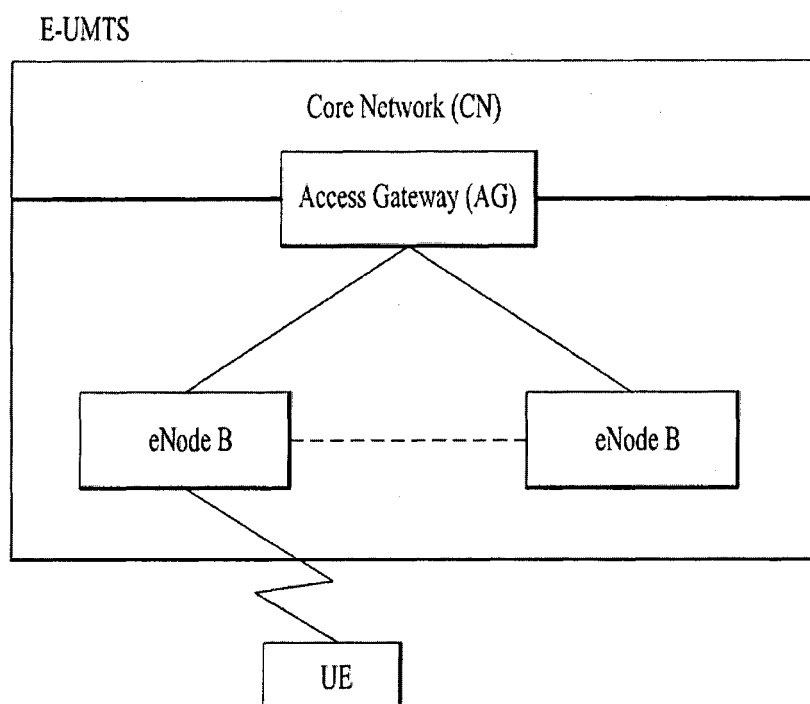 E-UMTS
Core Network (CN)
Access Gateway (AG)
eNode B
eNode B
UE